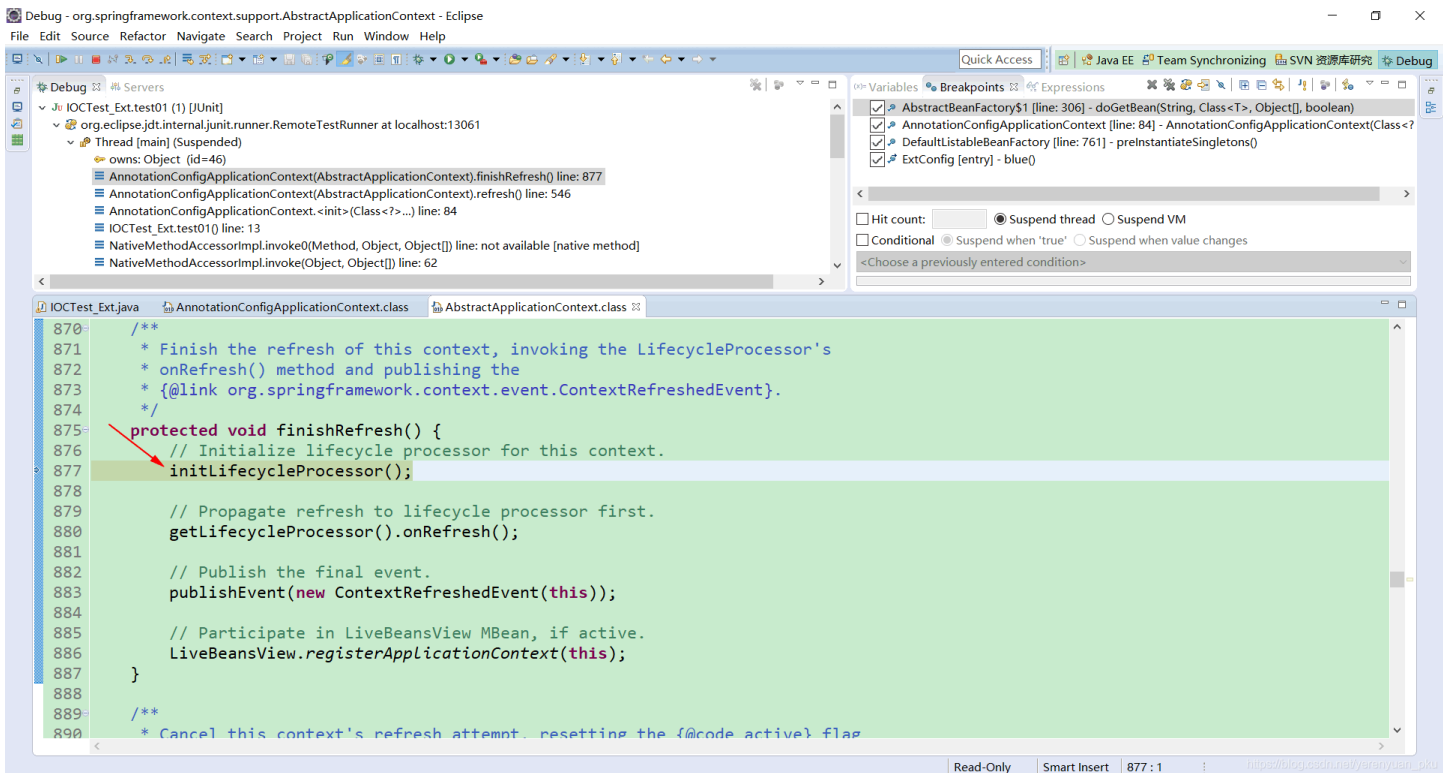 Debug - org.springframework.context.support.AbstractApplicationContext - Eclipse
File Edit Source Refactor Navigate Search Project Run Window Help
Quick Access
Java EE
Team Synchronizing
SVN 资源库研究
Debug
Debug
Servers
IOCTest_Ext.test01 (1) [JUnit]
org.eclipse.jdt.internal.junit.runner.RemoteTestRunner at localhost:13061
Thread [main] (Suspended)
owns: Object (id=46)
AnnotationConfigApplicationContext(AbstractApplicationContext).finishRefresh() line: 877
AnnotationConfigApplicationContext(AbstractApplicationContext).refresh() line: 546
AnnotationConfigApplicationContext.<init>(Class<?>...) line: 84
IOCTest_Ext.test01() line: 13
NativeMethodAccessorImpl.invoke0(Method, Object, Object[]) line: not available [native method]
NativeMethodAccessorImpl.invoke(Object, Object[]) line: 62
Variables
Breakpoints
Expressions
AbstractBeanFactory$1 [line: 306] - doGetBean(String, Class<T>, Object[], boolean)
AnnotationConfigApplicationContext [line: 84] - AnnotationConfigApplicationContext(Class<?
DefaultListableBeanFactory [line: 761] - preInstantiateSingletons()
ExtConfig [entry] - blue()
Hit count:
Suspend thread
Suspend VM
Conditional
Suspend when 'true'
Suspend when value changes
<Choose a previously entered condition>
IOCTest_Ext.java
AnnotationConfigApplicationContext.class
AbstractApplicationContext.class
870 /**
871 * Finish the refresh of this context, invoking the LifecycleProcessor's
872 * onRefresh() method and publishing the
873 * {@link org.springframework.context.event.ContextRefreshedEvent}.
874 */
875 protected void finishRefresh() {
876 // Initialize lifecycle processor for this context.
877 initLifecycleProcessor();
878
879 // Propagate refresh to lifecycle processor first.
880 getLifecycleProcessor().onRefresh();
881
882 // Publish the final event.
883 publishEvent(new ContextRefreshedEvent(this));
884
885 // Participate in LiveBeansView MBean, if active.
886 LiveBeansView.registerApplicationContext(this);
887 }
888
889 /**
890 * Cancel this context's refresh attempt, resetting the {@code active} flag
Read-Only
Smart Insert
877 : 1